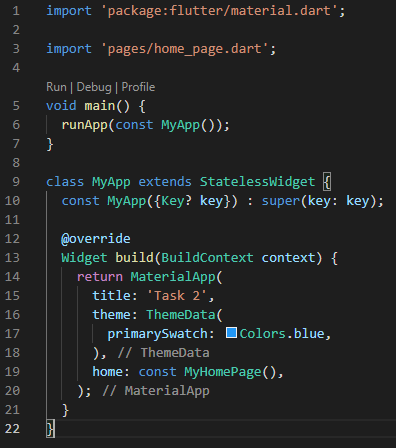 1 import 'package:flutter/material.dart';
2
3 import 'pages/home_page.dart';
4
Run | Debug | Profile
5 void main() {
6   runApp(const MyApp());
7 }
8
9 class MyApp extends StatelessWidget {
10   const MyApp({Key? key}) : super(key: key);
11
12   @override
13   Widget build(BuildContext context) {
14     return MaterialApp(
15       title: 'Task 2',
16       theme: ThemeData(
17         primarySwatch: Colors.blue,
18       ), // ThemeData
19       home: const MyHomePage(),
20     ); // MaterialApp
21   }
22 }